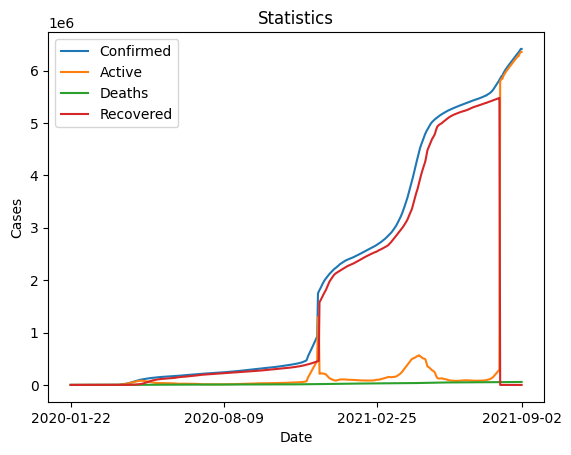 Statistics
1e6
Confirmed
Active
Deaths
Recovered
6
5
4
3
2
1
0
Cases
2020-01-22
2020-08-09
2021-02-25
2021-09-02
Date